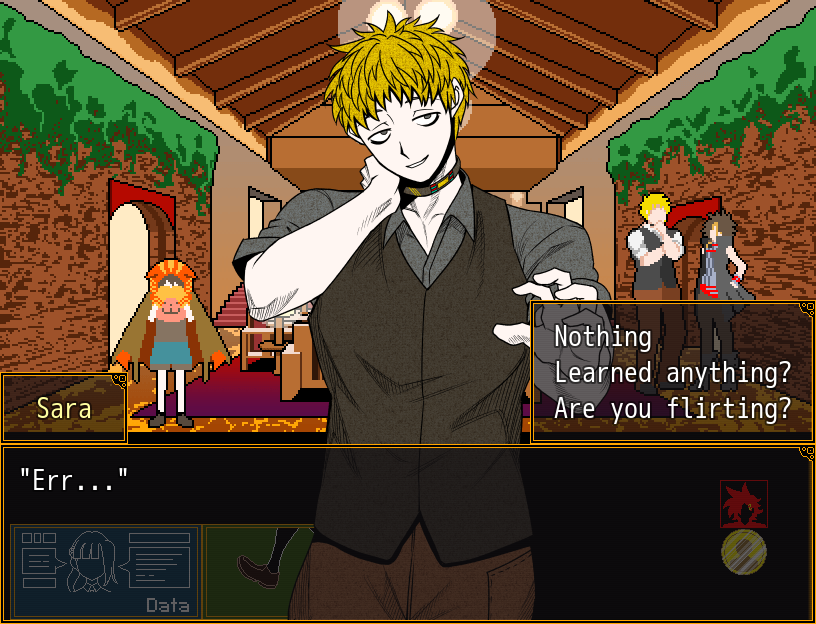 Nothing
Learned anything?
Are you flirting?
Sara
"Err..."
Data